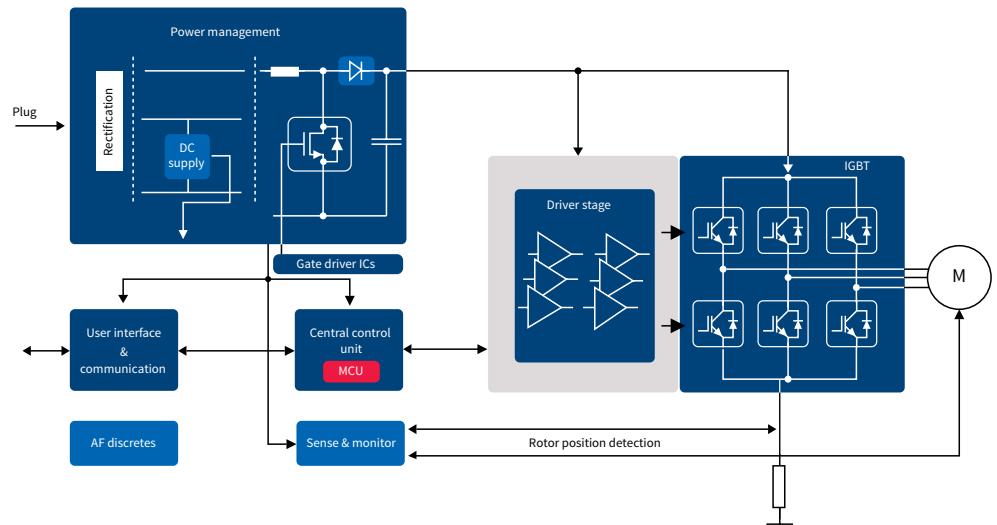 Power management
Plug
Rectification
DC
supply
IGBT
Driver stage
Gate driver ICs
M
User interface
&
communication
Central control
unit
MCU
AF discretes
Sense & monitor
Rotor position detection